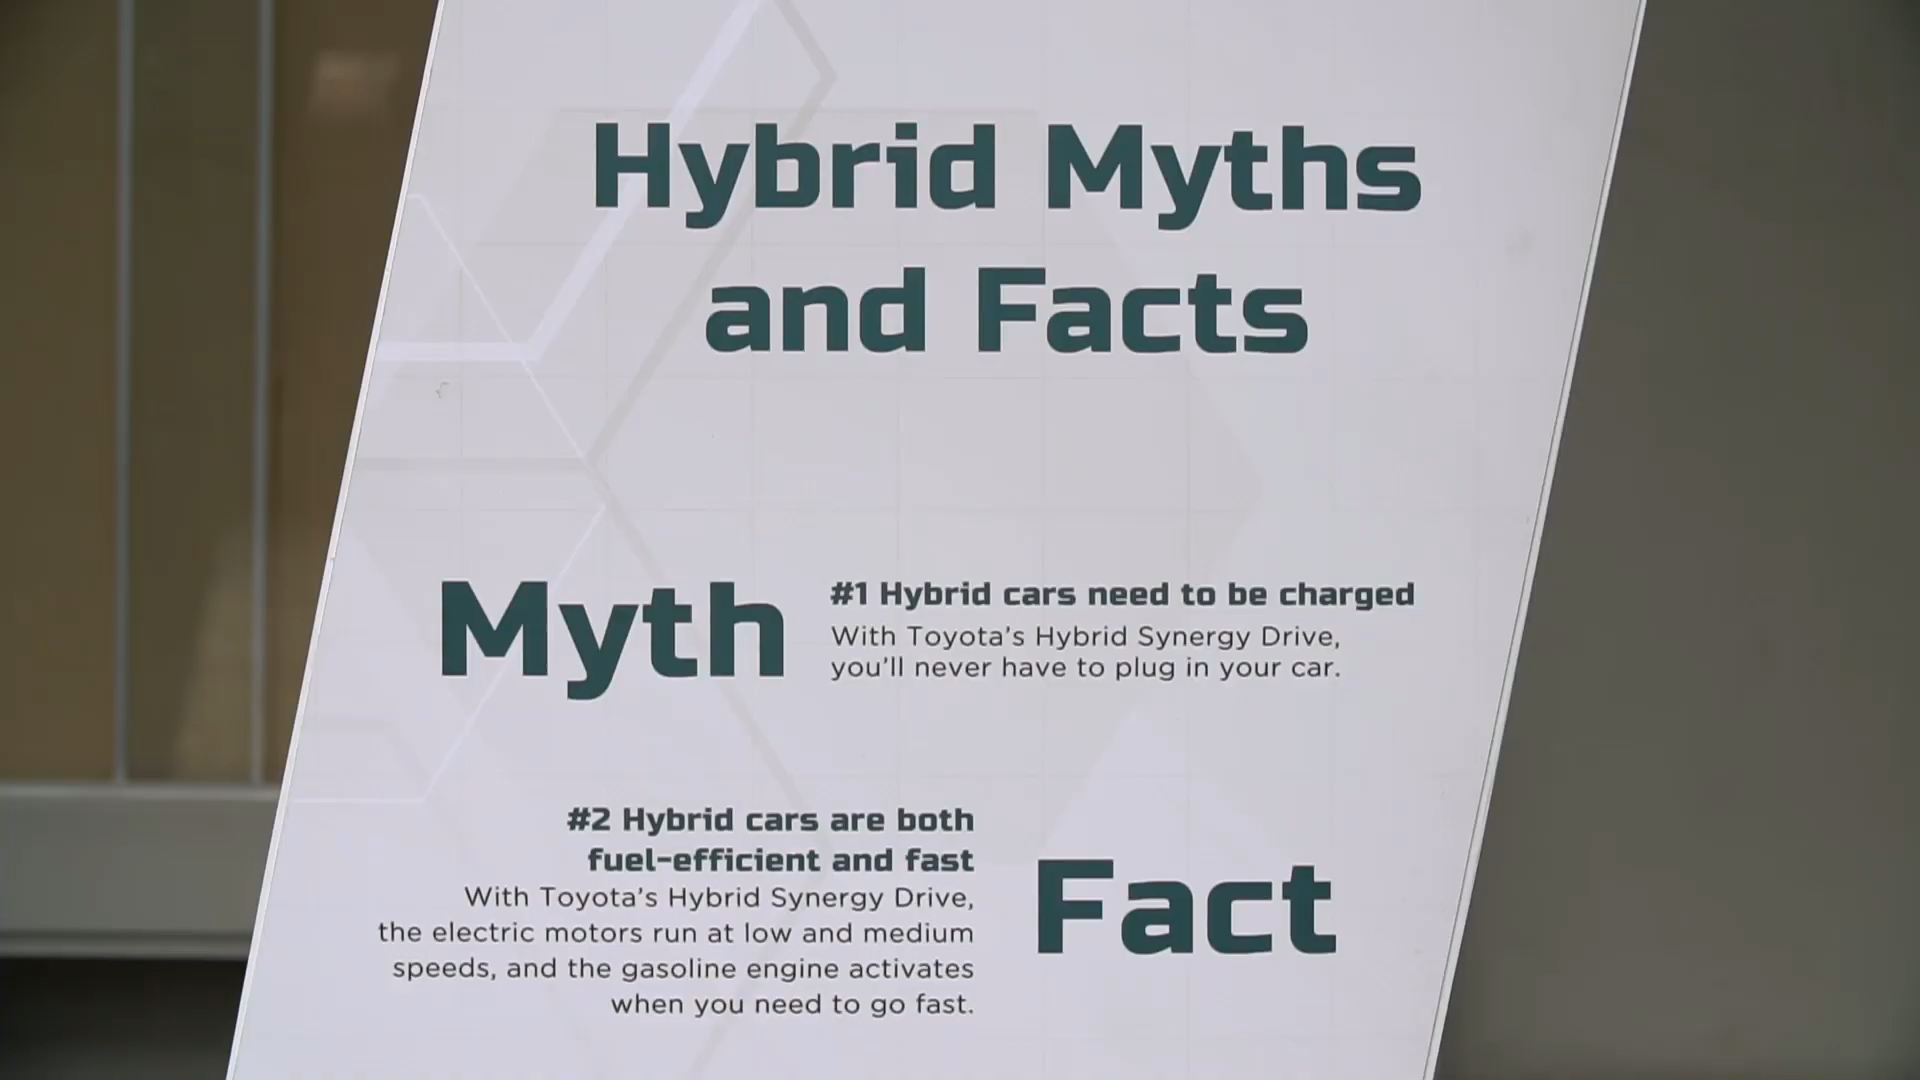 Hybrid Myths
and Facts
Myth
#1 Hybrid cars need to be charged
With Toyota's Hybrid Synergy Drive,
you'll never have to plug in your car.
#2 Hybrid cars are both
fuel-efficient and fast
With Toyota's Hybrid Synergy Drive,
the electric motors run at low and medium
speeds, and the gasoline engine activates
when you need to go fast.
Fact